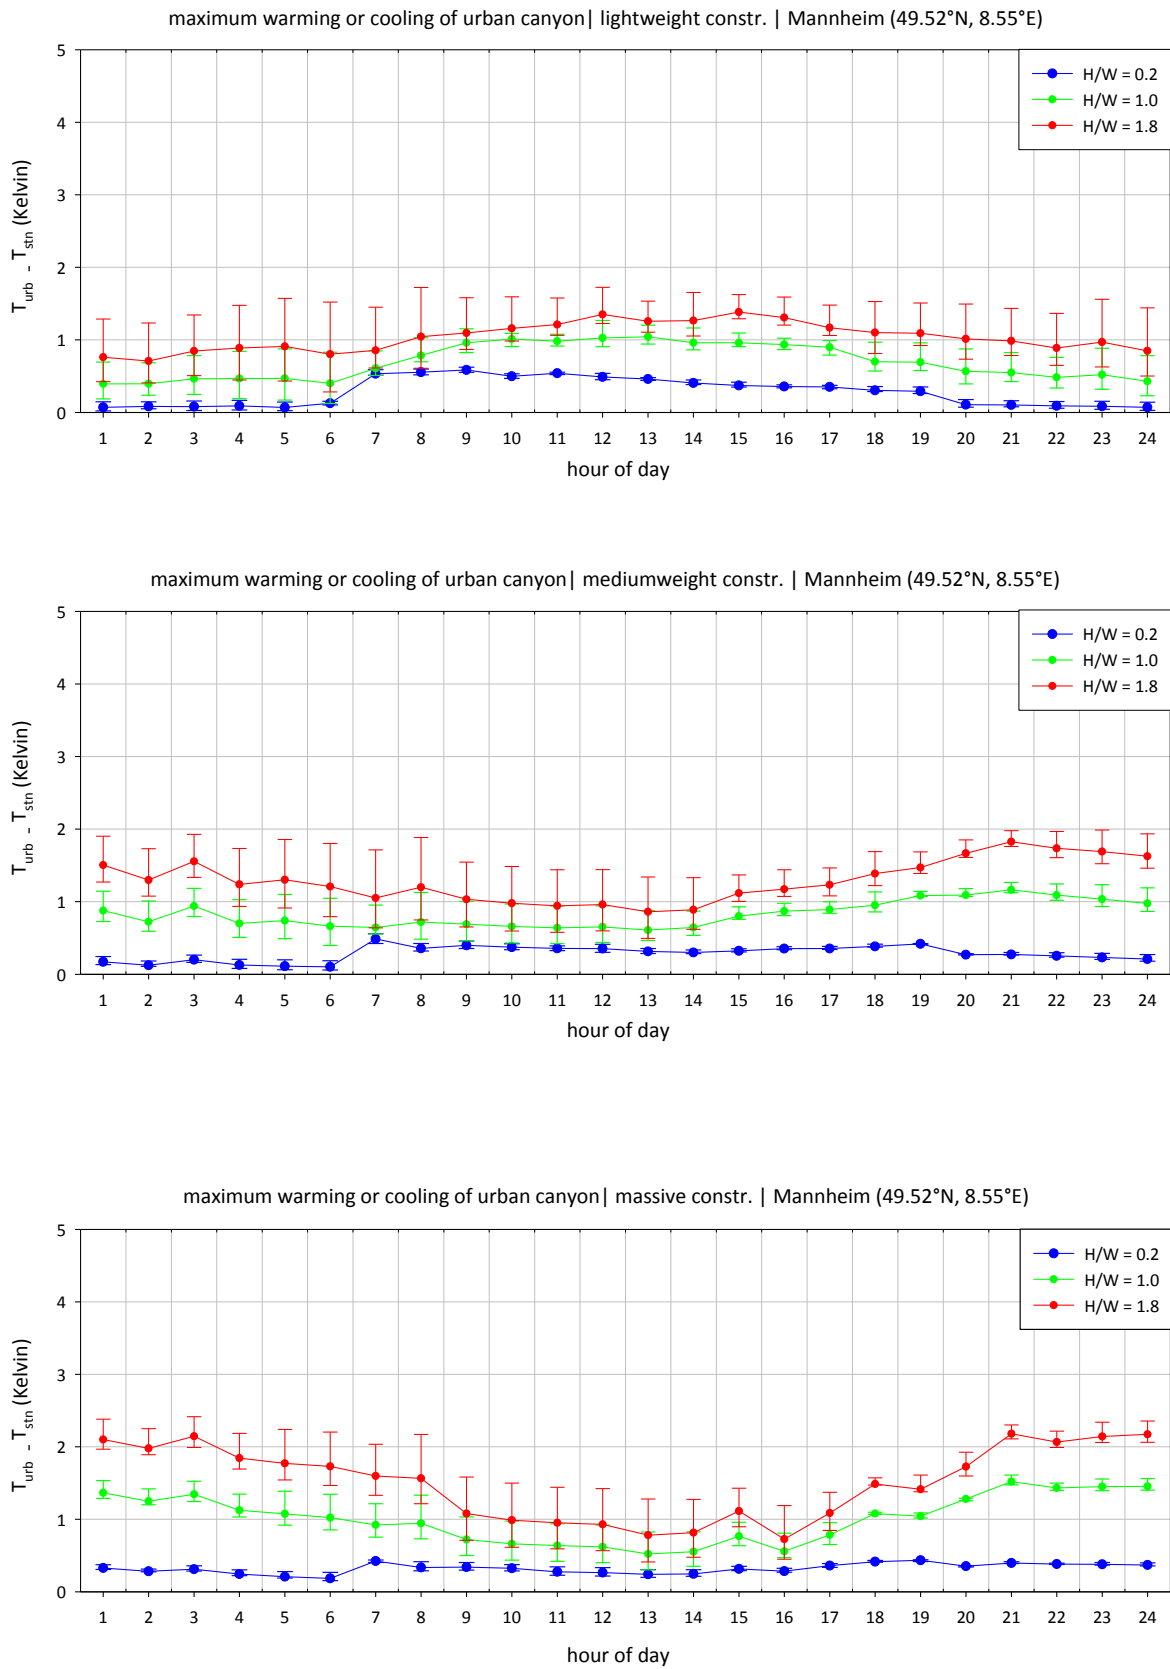 maximum warming or cooling of urban canyon| lightweight constr. | Mannheim (49.52°N, 8.55°E)
5
4
3
2
1
0
T_urb - T_stn (Kelvin)
H/W = 0.2
H/W = 1.0
H/W = 1.8
1 2 3 4 5 6 7 8 9 10 11 12 13 14 15 16 17 18 19 20 21 22 23 24
hour of day
maximum warming or cooling of urban canyon| mediumweight constr. | Mannheim (49.52°N, 8.55°E)
5
4
3
2
1
0
T_urb - T_stn (Kelvin)
H/W = 0.2
H/W = 1.0
H/W = 1.8
1 2 3 4 5 6 7 8 9 10 11 12 13 14 15 16 17 18 19 20 21 22 23 24
hour of day
maximum warming or cooling of urban canyon| massive constr. | Mannheim (49.52°N, 8.55°E)
5
4
3
2
1
0
T_urb - T_stn (Kelvin)
H/W = 0.2
H/W = 1.0
H/W = 1.8
1 2 3 4 5 6 7 8 9 10 11 12 13 14 15 16 17 18 19 20 21 22 23 24
hour of day